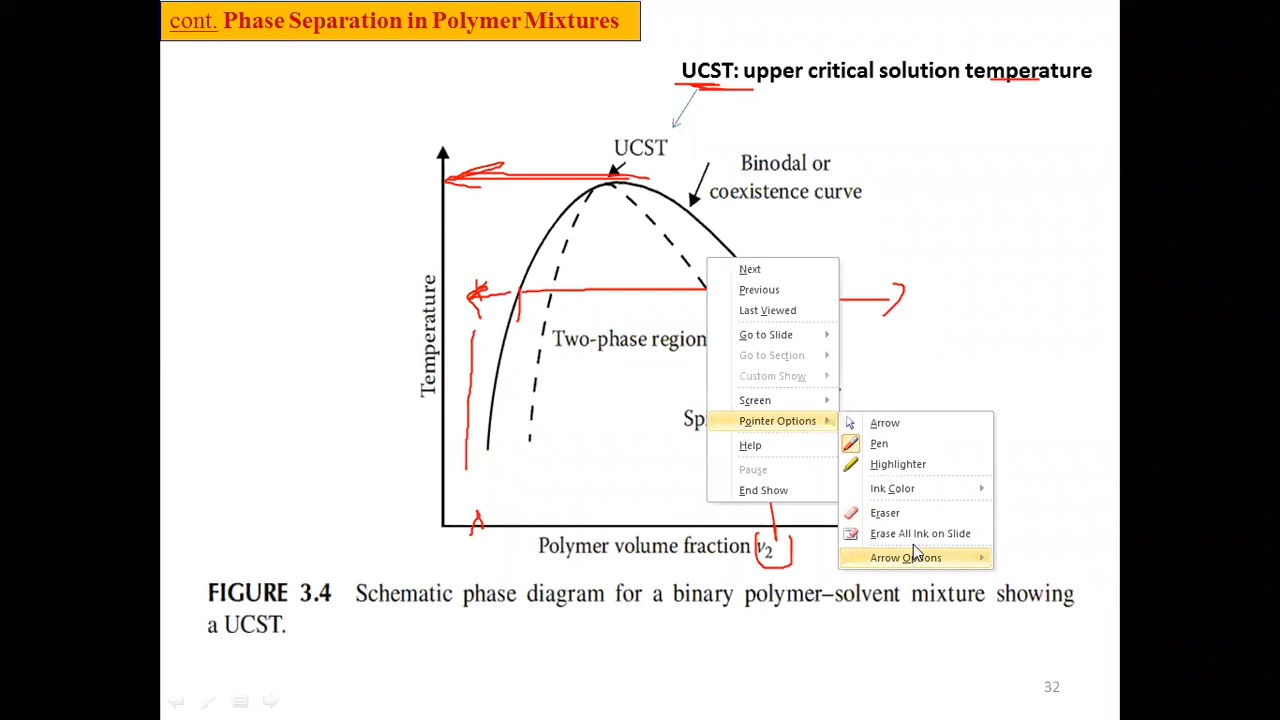 cont. Phase Separation in Polymer Mixtures
UCST: upper critical solution temperature
UCST
Binodal or
coexistence curve
Temperature
Two-phase region
Sp
Polymer volume fraction v2
Next
Previous
Last Viewed
Go to Slide
Go to Section
Custom Show
Screen
Pointer Options
Help
Pause
End Show
Arrow
Pen
Highlighter
Ink Color
Eraser
Erase All Ink on Slide
Arrow Options
FIGURE 3.4 Schematic phase diagram for a binary polymer–solvent mixture showing
a UCST.
32